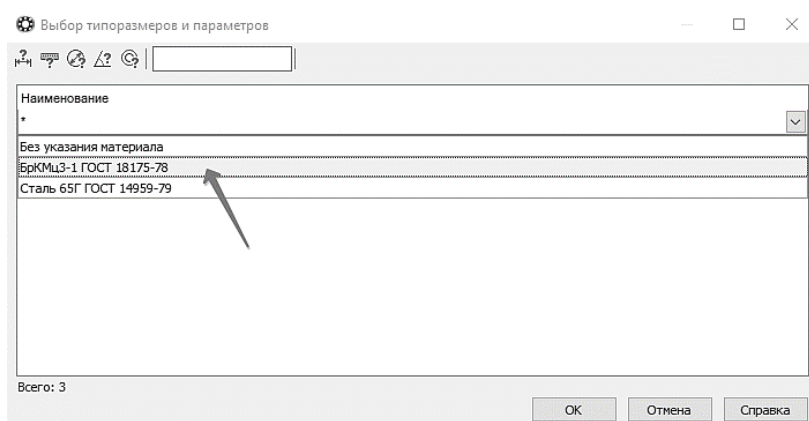 Выбор типоразмеров и параметров
Наименование
*
Без указания материала
БрКМц3-1 ГОСТ 18175-78
Сталь 65Г ГОСТ 14959-79
Всего: 3
ОК
Отмена
Справка